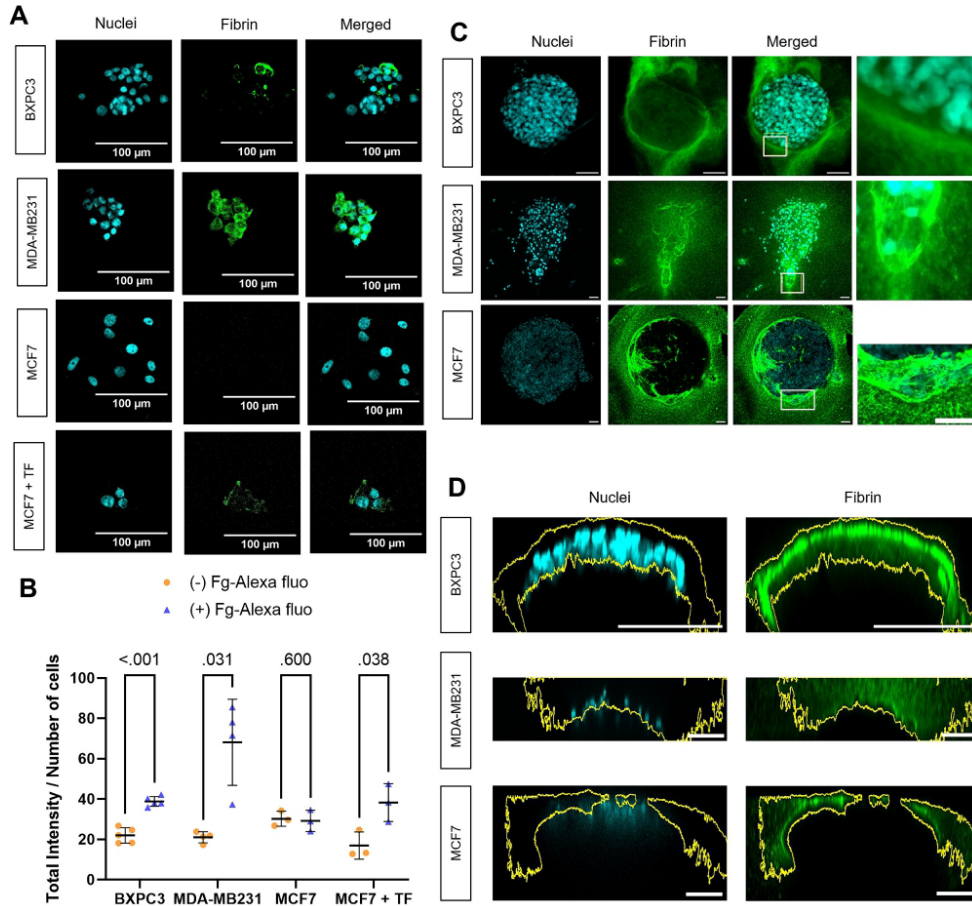 A
Nuclei Fibrin Merged
BXPC3
100 µm 100 µm 100 µm
MDA-MB231
100 µm 100 µm 100 µm
MCF7
100 µm 100 µm 100 µm
MCF7 + TF
100 µm 100 µm 100 µm
B
(-) Fg-Alexa fluo
(+) Fg-Alexa fluo
<.001 .031 .600 .038
Total Intensity / Number of cells
100
80
60
40
20
0
BXPC3 MDA-MB231 MCF7 MCF7 + TF
C
Nuclei Fibrin Merged
BXPC3
MDA-MB231
MCF7
D
Nuclei Fibrin
BXPC3
MDA-MB231
MCF7